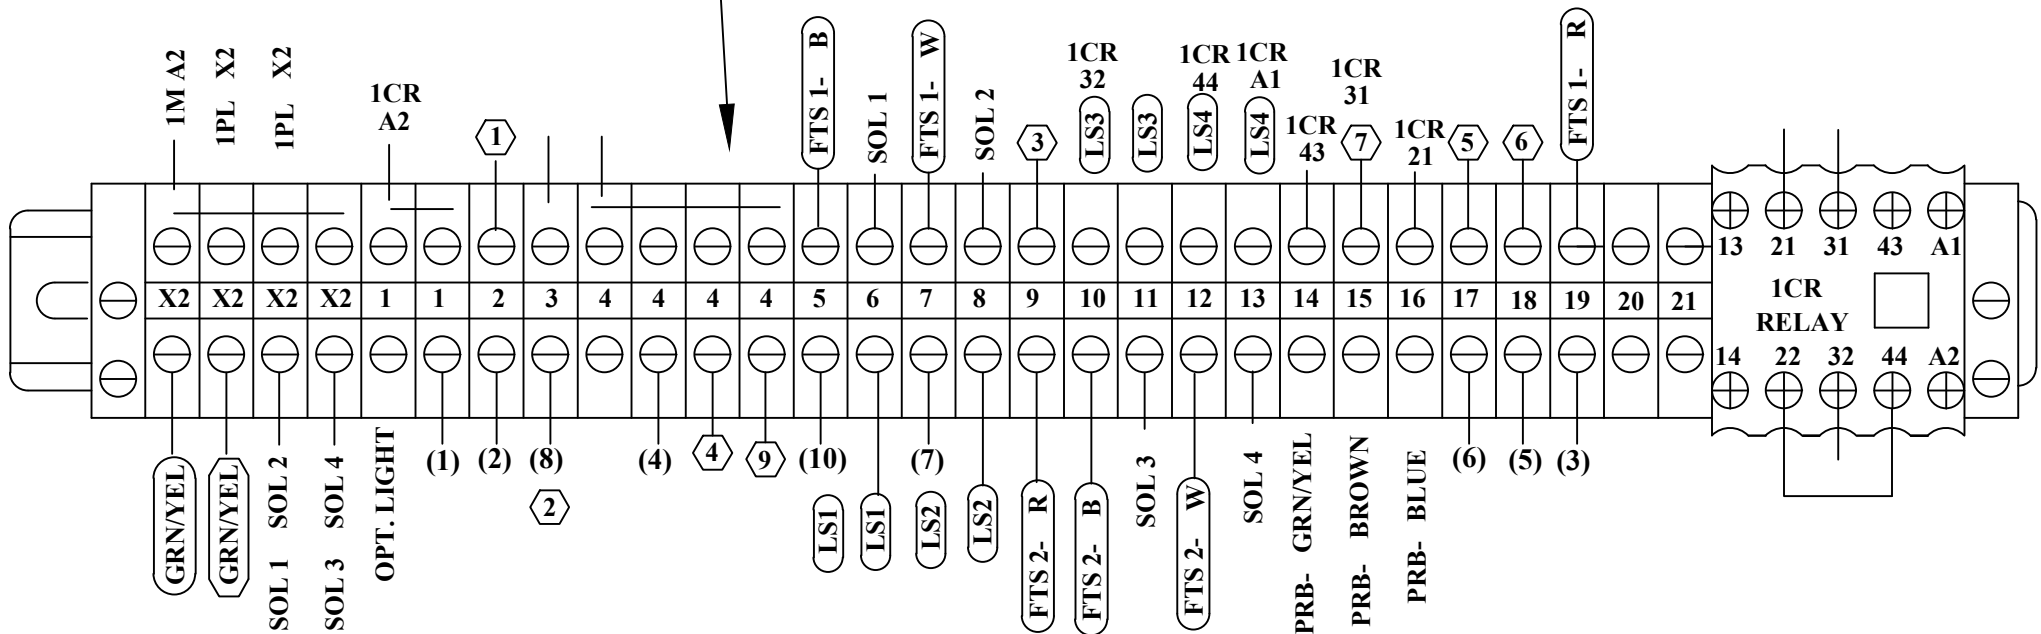 1M A2
1PL X2
1PL X2
1CR
A2
1
FTS 1- B
SOL 1
FTS 1- W
SOL 2
3
1CR
32
LS3
LS3
1CR
44
LS4
1CR
A1
LS4
1CR
43
1CR
31
7
1CR
21
5
6
FTS 1- R
X2 X2 X2 X2 1 1 2 3 4 4 4 4 5 6 7 8 9 10 11 12 13 14 15 16 17 18 19 20 21
13 21 31 43 A1
1CR
RELAY
14 22 32 44 A2
GRN/YEL
GRN/YEL
SOL 1 SOL 2
SOL 3 SOL 4
OPT. LIGHT
(1)
(2)
(8)
2
(4)
4
9
(10)
LS1
LS1
(7)
LS2
LS2
FTS 2- R
FTS 2- B
SOL 3
FTS 2- W
SOL 4
PRB- GRN/YEL
PRB- BROWN
PRB- BLUE
(6)
(5)
(3)